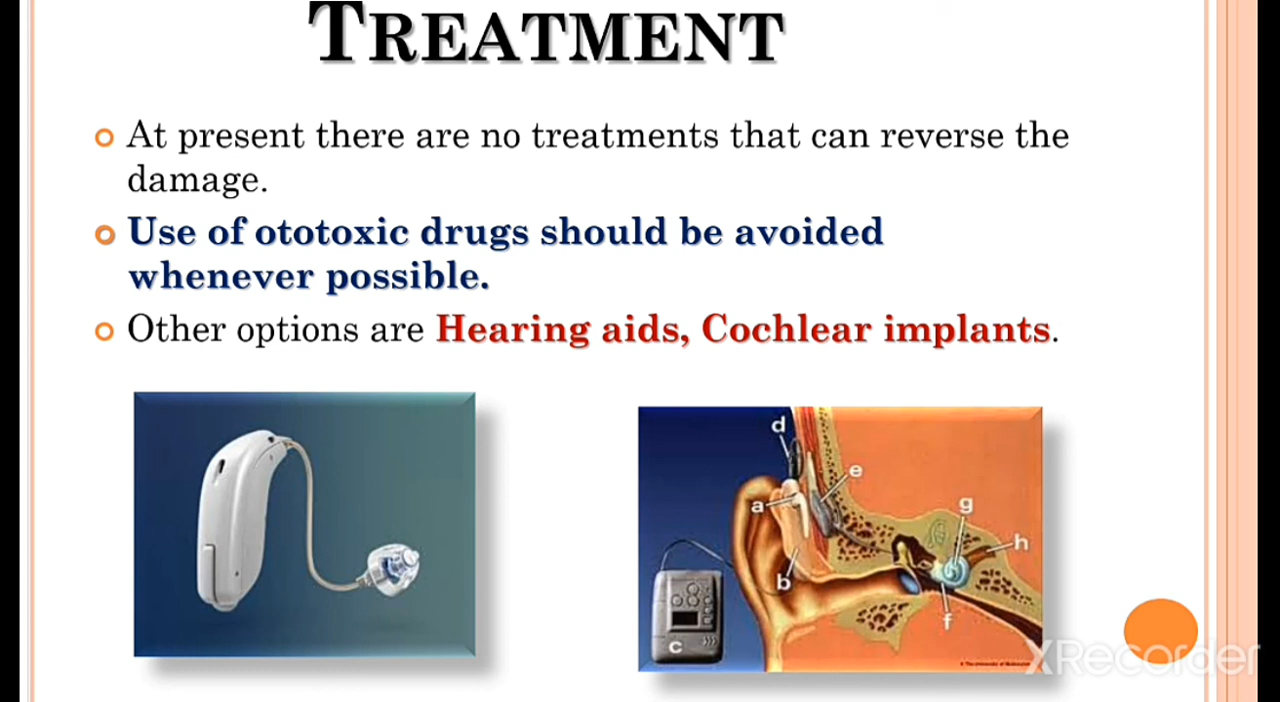 TREATMENT
At present there are no treatments that can reverse the
damage.
Use of ototoxic drugs should be avoided
whenever possible.
Other options are Hearing aids, Cochlear implants.
d
e
a
g
h
b
f
c
XRecorder